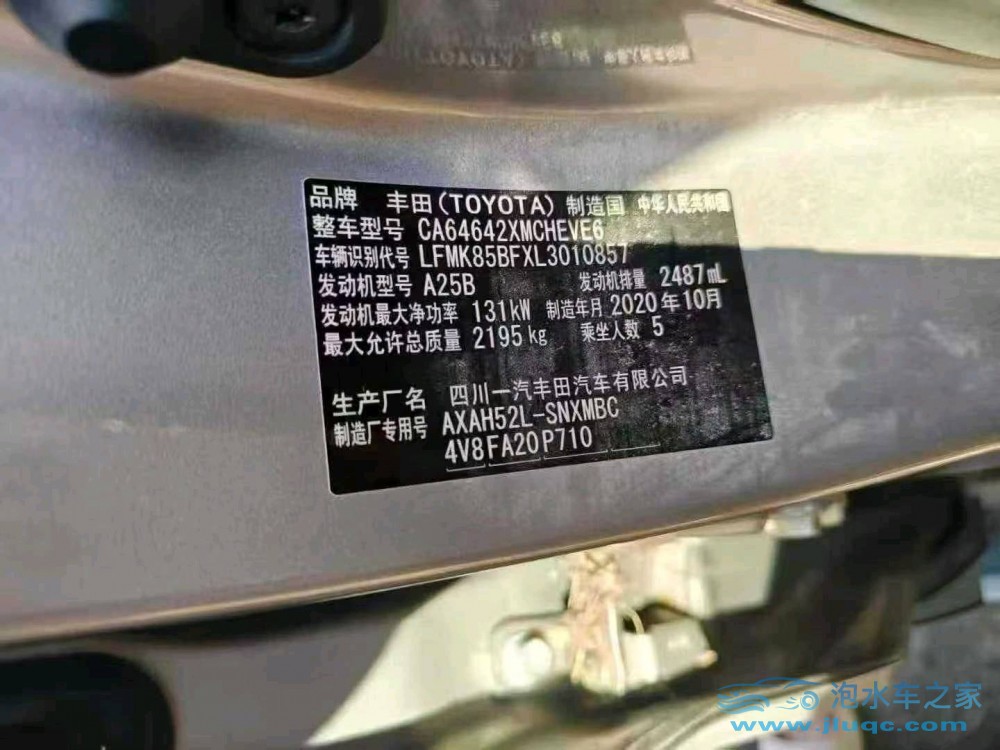 品牌 丰田(TOYOTA) 制造国 中华人民共和国
整车型号 CA64642XMCHEVE6
车辆识别代号 LFMK85BFXL3010857
发动机型号 A25B 发动机排量 2487mL
发动机最大净功率 131kW 制造年月 2020年10月
最大允许总质量 2195kg 乘坐人数 5
生产厂名 四川一汽丰田汽车有限公司
制造厂专用号 AXAH52L-SNXMBC
4V8FA20P710
泡水车之家
www.jluqc.com